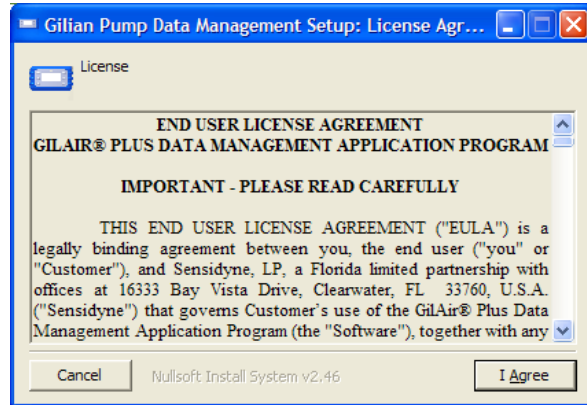 Gilian Pump Data Management Setup: License Agr...
License
END USER LICENSE AGREEMENT
GILAIR® PLUS DATA MANAGEMENT APPLICATION PROGRAM
IMPORTANT - PLEASE READ CAREFULLY
THIS END USER LICENSE AGREEMENT ("EULA") is a
legally binding agreement between you, the end user ("you" or
"Customer"), and Sensidyne, LP, a Florida limited partnership with
offices at 16333 Bay Vista Drive, Clearwater, FL 33760, U.S.A.
("Sensidyne") that governs Customer's use of the GilAir® Plus Data
Management Application Program (the "Software"), together with any
Cancel Nullsoft Install System v2.46 I Agree